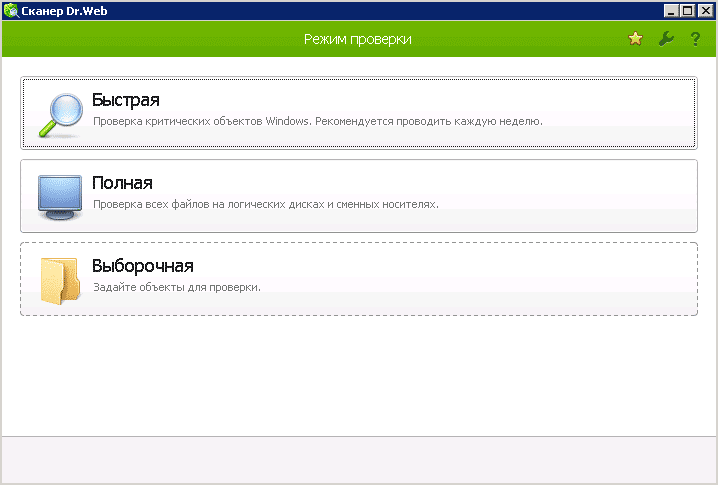 Сканер Dr.Web
Режим проверки
?
Быстрая
Проверка критических объектов Windows. Рекомендуется проводить каждую неделю.
Полная
Проверка всех файлов на логических дисках и сменных носителях.
Выборочная
Задайте объекты для проверки.